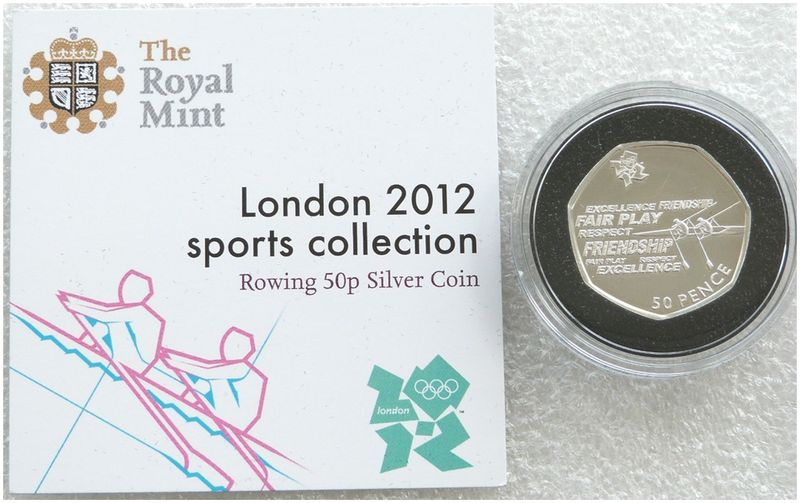 The
Royal
Mint
London 2012
sports collection
Rowing 50p Silver Coin
london
TM
EXCELLENCE FRIENDSHIP
FAIR PLAY
RESPECT
FRIENDSHIP
FAIR PLAY RESPECT
EXCELLENCE
50 PENCE